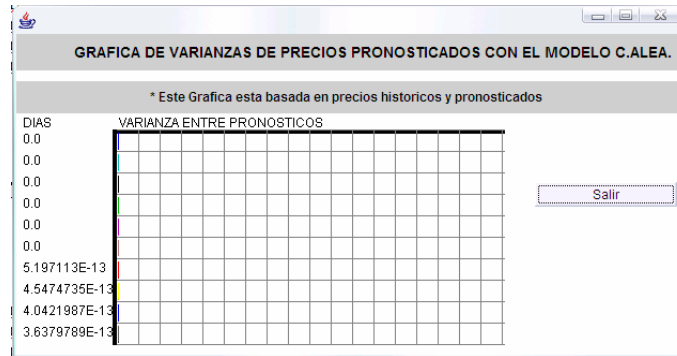 GRAFICA DE VARIANZAS DE PRECIOS PRONOSTICADOS CON EL MODELO C.ALEA.
* Este Grafica esta basada en precios historicos y pronosticados
DIAS VARIANZA ENTRE PRONOSTICOS
0.0
0.0
0.0
0.0
0.0
0.0
5.197113E-13
4.5474735E-13
4.0421987E-13
3.6379789E-13
Salir